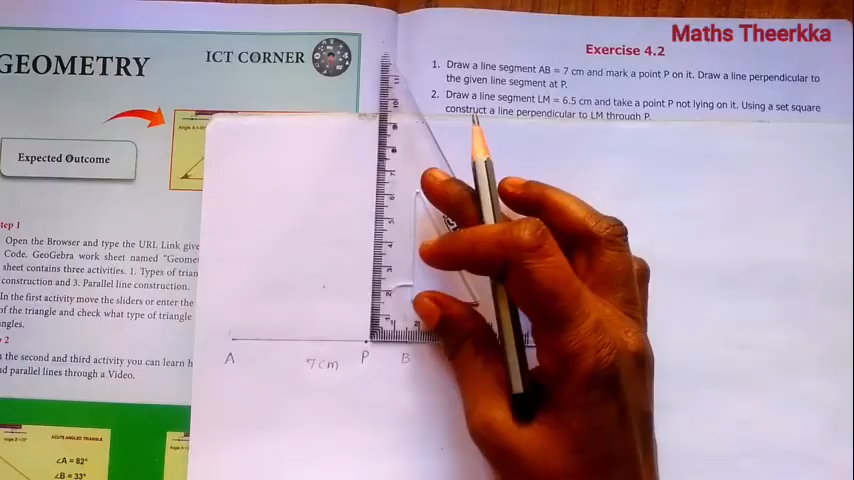 Maths Theerkka
GEOMETRY
ICT CORNER
Expected Outcome
Step 1
Open the Browser and type the URL Link give
Code. GeoGebra work sheet named "Geomet
sheet contains three activities. 1. Types of trian
construction and 3. Parallel line construction.
In the first activity move the sliders or enter the
of the triangle and check what type of triangle
angles.
2
the second and third activity you can learn h
nd parallel lines through a Video.
ACUTE ANGLED TRIANGLE
∠A = 82°
∠B = 33°
Exercise 4.2
1. Draw a line segment AB = 7 cm and mark a point P on it. Draw a line perpendicular to
the given line segment at P.
2. Draw a line segment LM = 6.5 cm and take a point P not lying on it. Using a set square
construct a line perpendicular to LM through P.
A 7cm P B